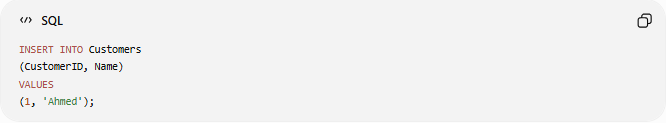 SQL
INSERT INTO Customers
(CustomerID, Name)
VALUES
(1, 'Ahmed');